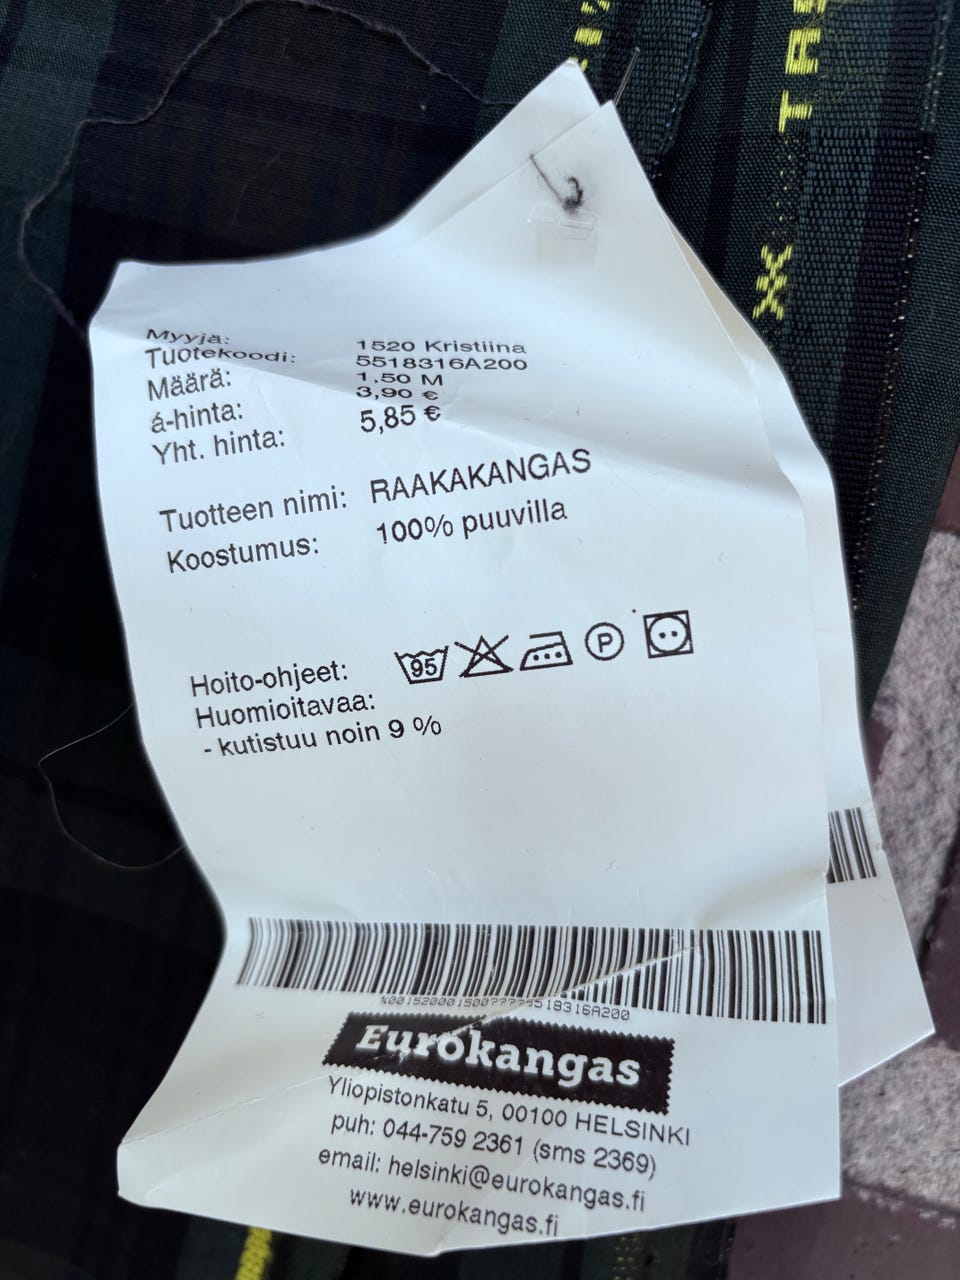 Myyjä: 1520 Kristiina
Tuotekoodi: 5518316A200
Määrä: 1,50 M
á-hinta: 3,90 €
Yht. hinta: 5,85 €
Tuotteen nimi: RAAKAKANGAS
Koostumus: 100% puuvilla
Hoito-ohjeet: 95 P
Huomioitavaa:
- kutistuu noin 9 %
%001520001500????5518316A200
Eurokangas
Yliopistonkatu 5, 00100 HELSINKI
puh: 044-759 2361 (sms 2369)
email: helsinki@eurokangas.fi
www.eurokangas.fi